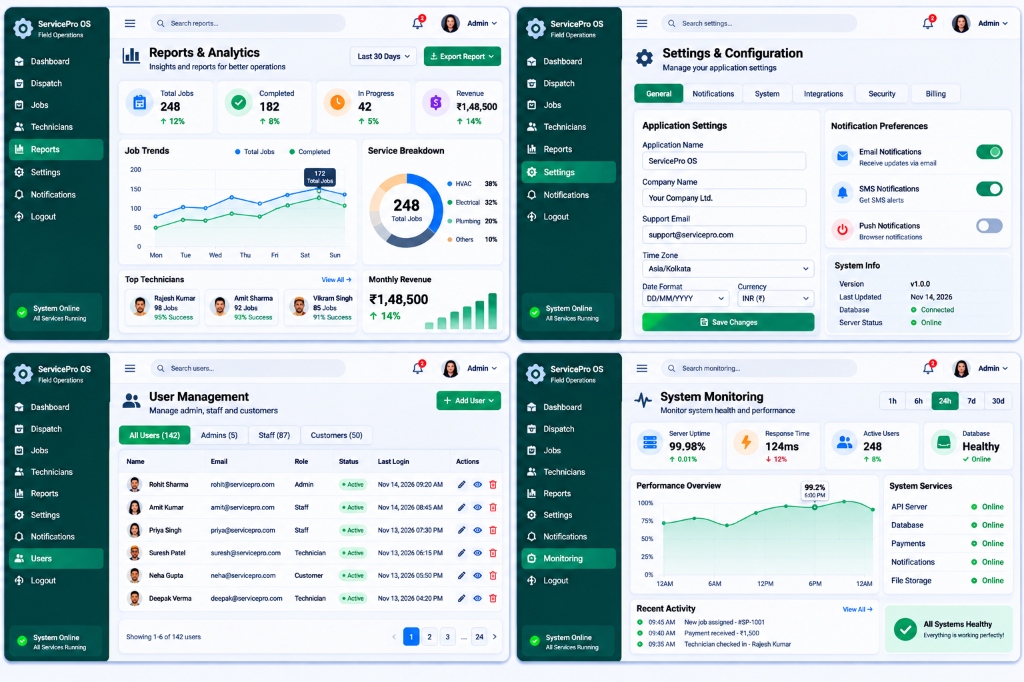 ServicePro OS
Field Operations
Dashboard
Dispatch
Jobs
Technicians
Reports
Settings
Notifications
Logout
System Online
All Services Running
Search reports...
3
Admin
Reports & Analytics
Insights and reports for better operations
Last 30 Days
Export Report
Total Jobs
248
↑ 12%
Completed
182
↑ 8%
In Progress
42
↑ 5%
Revenue
₹1,48,500
↑ 14%
Job Trends
Total Jobs
Completed
200
150
100
50
0
172
Total Jobs
Mon Tue Wed Thu Fri Sat Sun
Service Breakdown
248
Total Jobs
HVAC 38%
Electrical 32%
Plumbing 20%
Others 10%
Top Technicians
View All →
Rajesh Kumar
98 Jobs
95% Success
Amit Sharma
92 Jobs
93% Success
Vikram Singh
85 Jobs
91% Success
Monthly Revenue
₹1,48,500
↑ 14%
ServicePro OS
Field Operations
Dashboard
Dispatch
Jobs
Technicians
Reports
Settings
Notifications
Logout
System Online
All Services Running
Search settings...
2
Admin
Settings & Configuration
Manage your application settings
General
Notifications
System
Integrations
Security
Billing
Application Settings
Application Name
ServicePro OS
Company Name
Your Company Ltd.
Support Email
support@servicepro.com
Time Zone
Asia/Kolkata
Date Format
DD/MM/YYYY
Currency
INR (₹)
Save Changes
Notification Preferences
Email Notifications
Receive updates via email
SMS Notifications
Get SMS alerts
Push Notifications
Browser notifications
System Info
Version v1.0.0
Last Updated Nov 14, 2026
Database Connected
Server Status Online
ServicePro OS
Field Operations
Dashboard
Dispatch
Jobs
Technicians
Reports
Settings
Notifications
Users
Logout
System Online
All Services Running
Search users...
3
Admin
User Management
Manage admin, staff and customers
+ Add User
All Users (142)
Admins (5)
Staff (87)
Customers (50)
Name Email Role Status Last Login Actions
Rohit Sharma rohit@servicepro.com Admin Active Nov 14, 2026 09:20 AM
Amit Kumar amit@servicepro.com Staff Active Nov 14, 2026 08:45 AM
Priya Singh priya@servicepro.com Staff Active Nov 13, 2026 07:30 PM
Suresh Patel suresh@servicepro.com Technician Active Nov 13, 2026 06:15 PM
Neha Gupta neha@servicepro.com Customer Active Nov 13, 2026 05:50 PM
Deepak Verma deepak@servicepro.com Technician Active Nov 13, 2026 04:20 PM
Showing 1-6 of 142 users
‹ 1 2 3 ... 24 ›
ServicePro OS
Field Operations
Dashboard
Dispatch
Jobs
Technicians
Reports
Settings
Notifications
Monitoring
Logout
System Online
All Services Running
Search monitoring...
2
Admin
System Monitoring
Monitor system health and performance
1h 6h 24h 7d 30d
Server Uptime
99.98%
↑ 0.01%
Response Time
124ms
↓ 12%
Active Users
248
↑ 8%
Database
Healthy
✓ Online
Performance Overview
100%
75%
50%
25%
0%
99.2%
6:00 PM
12AM 6AM 12PM 6PM 12AM
System Services
API Server Online
Database Online
Payments Online
Notifications Online
File Storage Online
Recent Activity
View All →
09:45 AM New job assigned - #SP-1001
09:40 AM Payment received - ₹1,500
09:35 AM Technician checked in - Rajesh Kumar
All Systems Healthy
Everything is working perfectly!